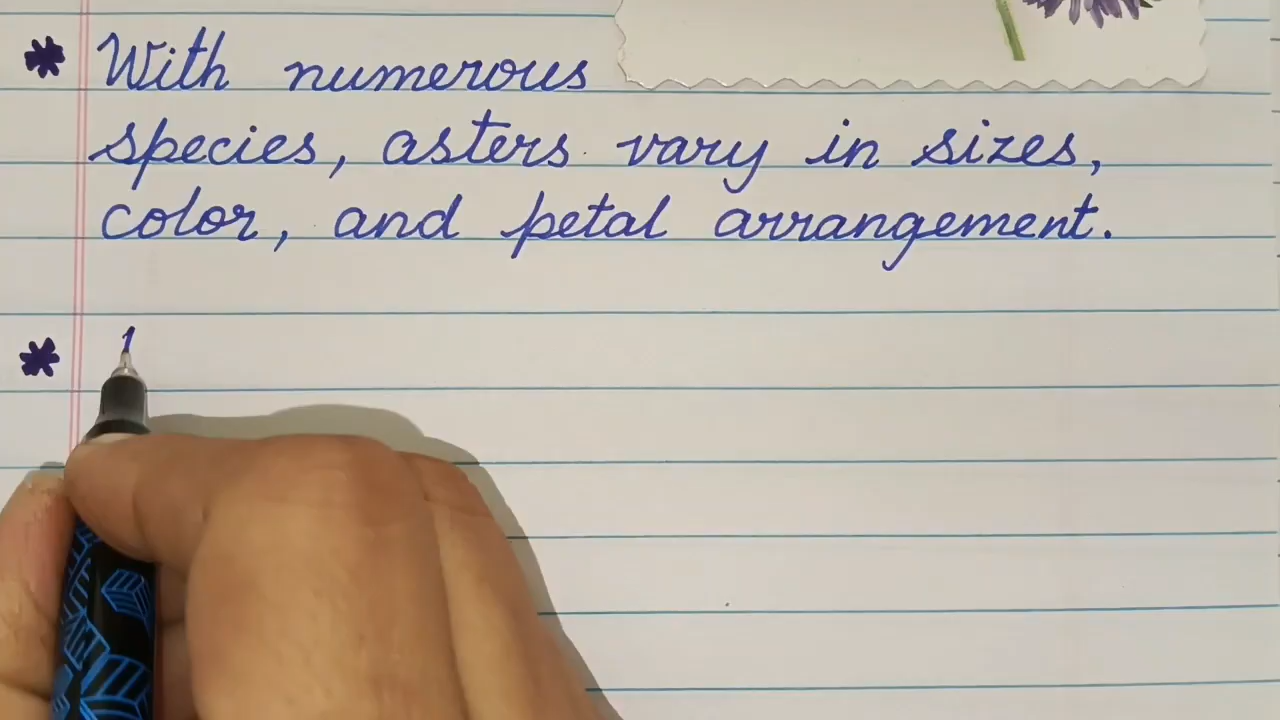 With numerous
species, asters vary in sizes,
color, and petal arrangement.